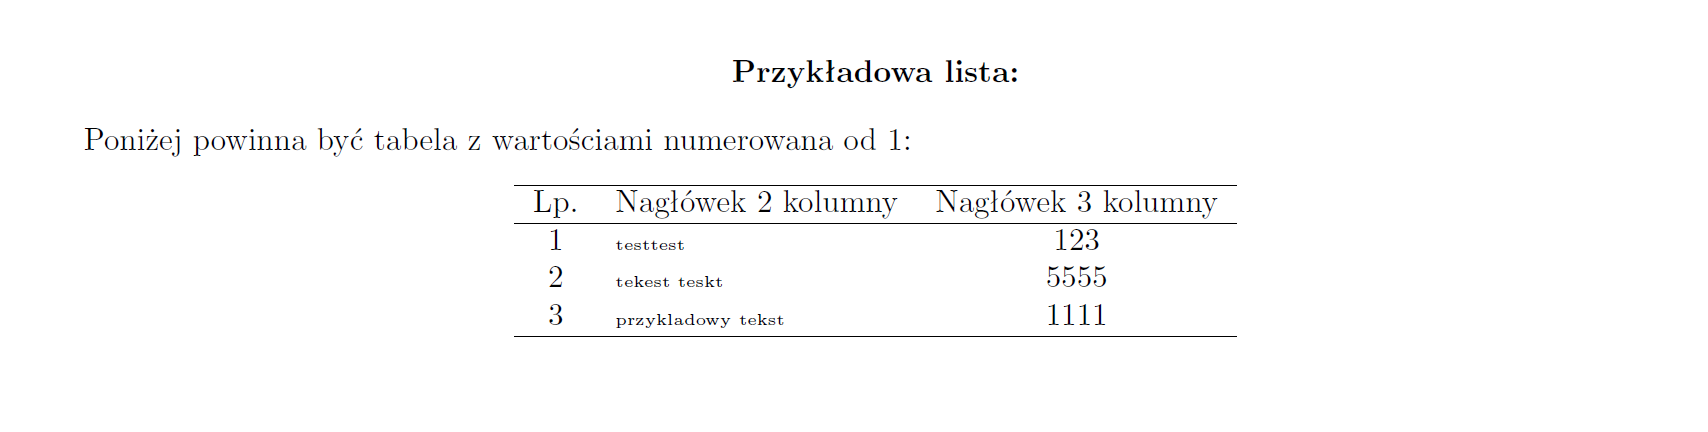 Przykładowa lista:
Poniżej powinna być tabela z wartościami numerowana od 1:
Lp. Nagłówek 2 kolumny Nagłówek 3 kolumny
1 testtest 123
2 tekest teskt 5555
3 przykladowy tekst 1111